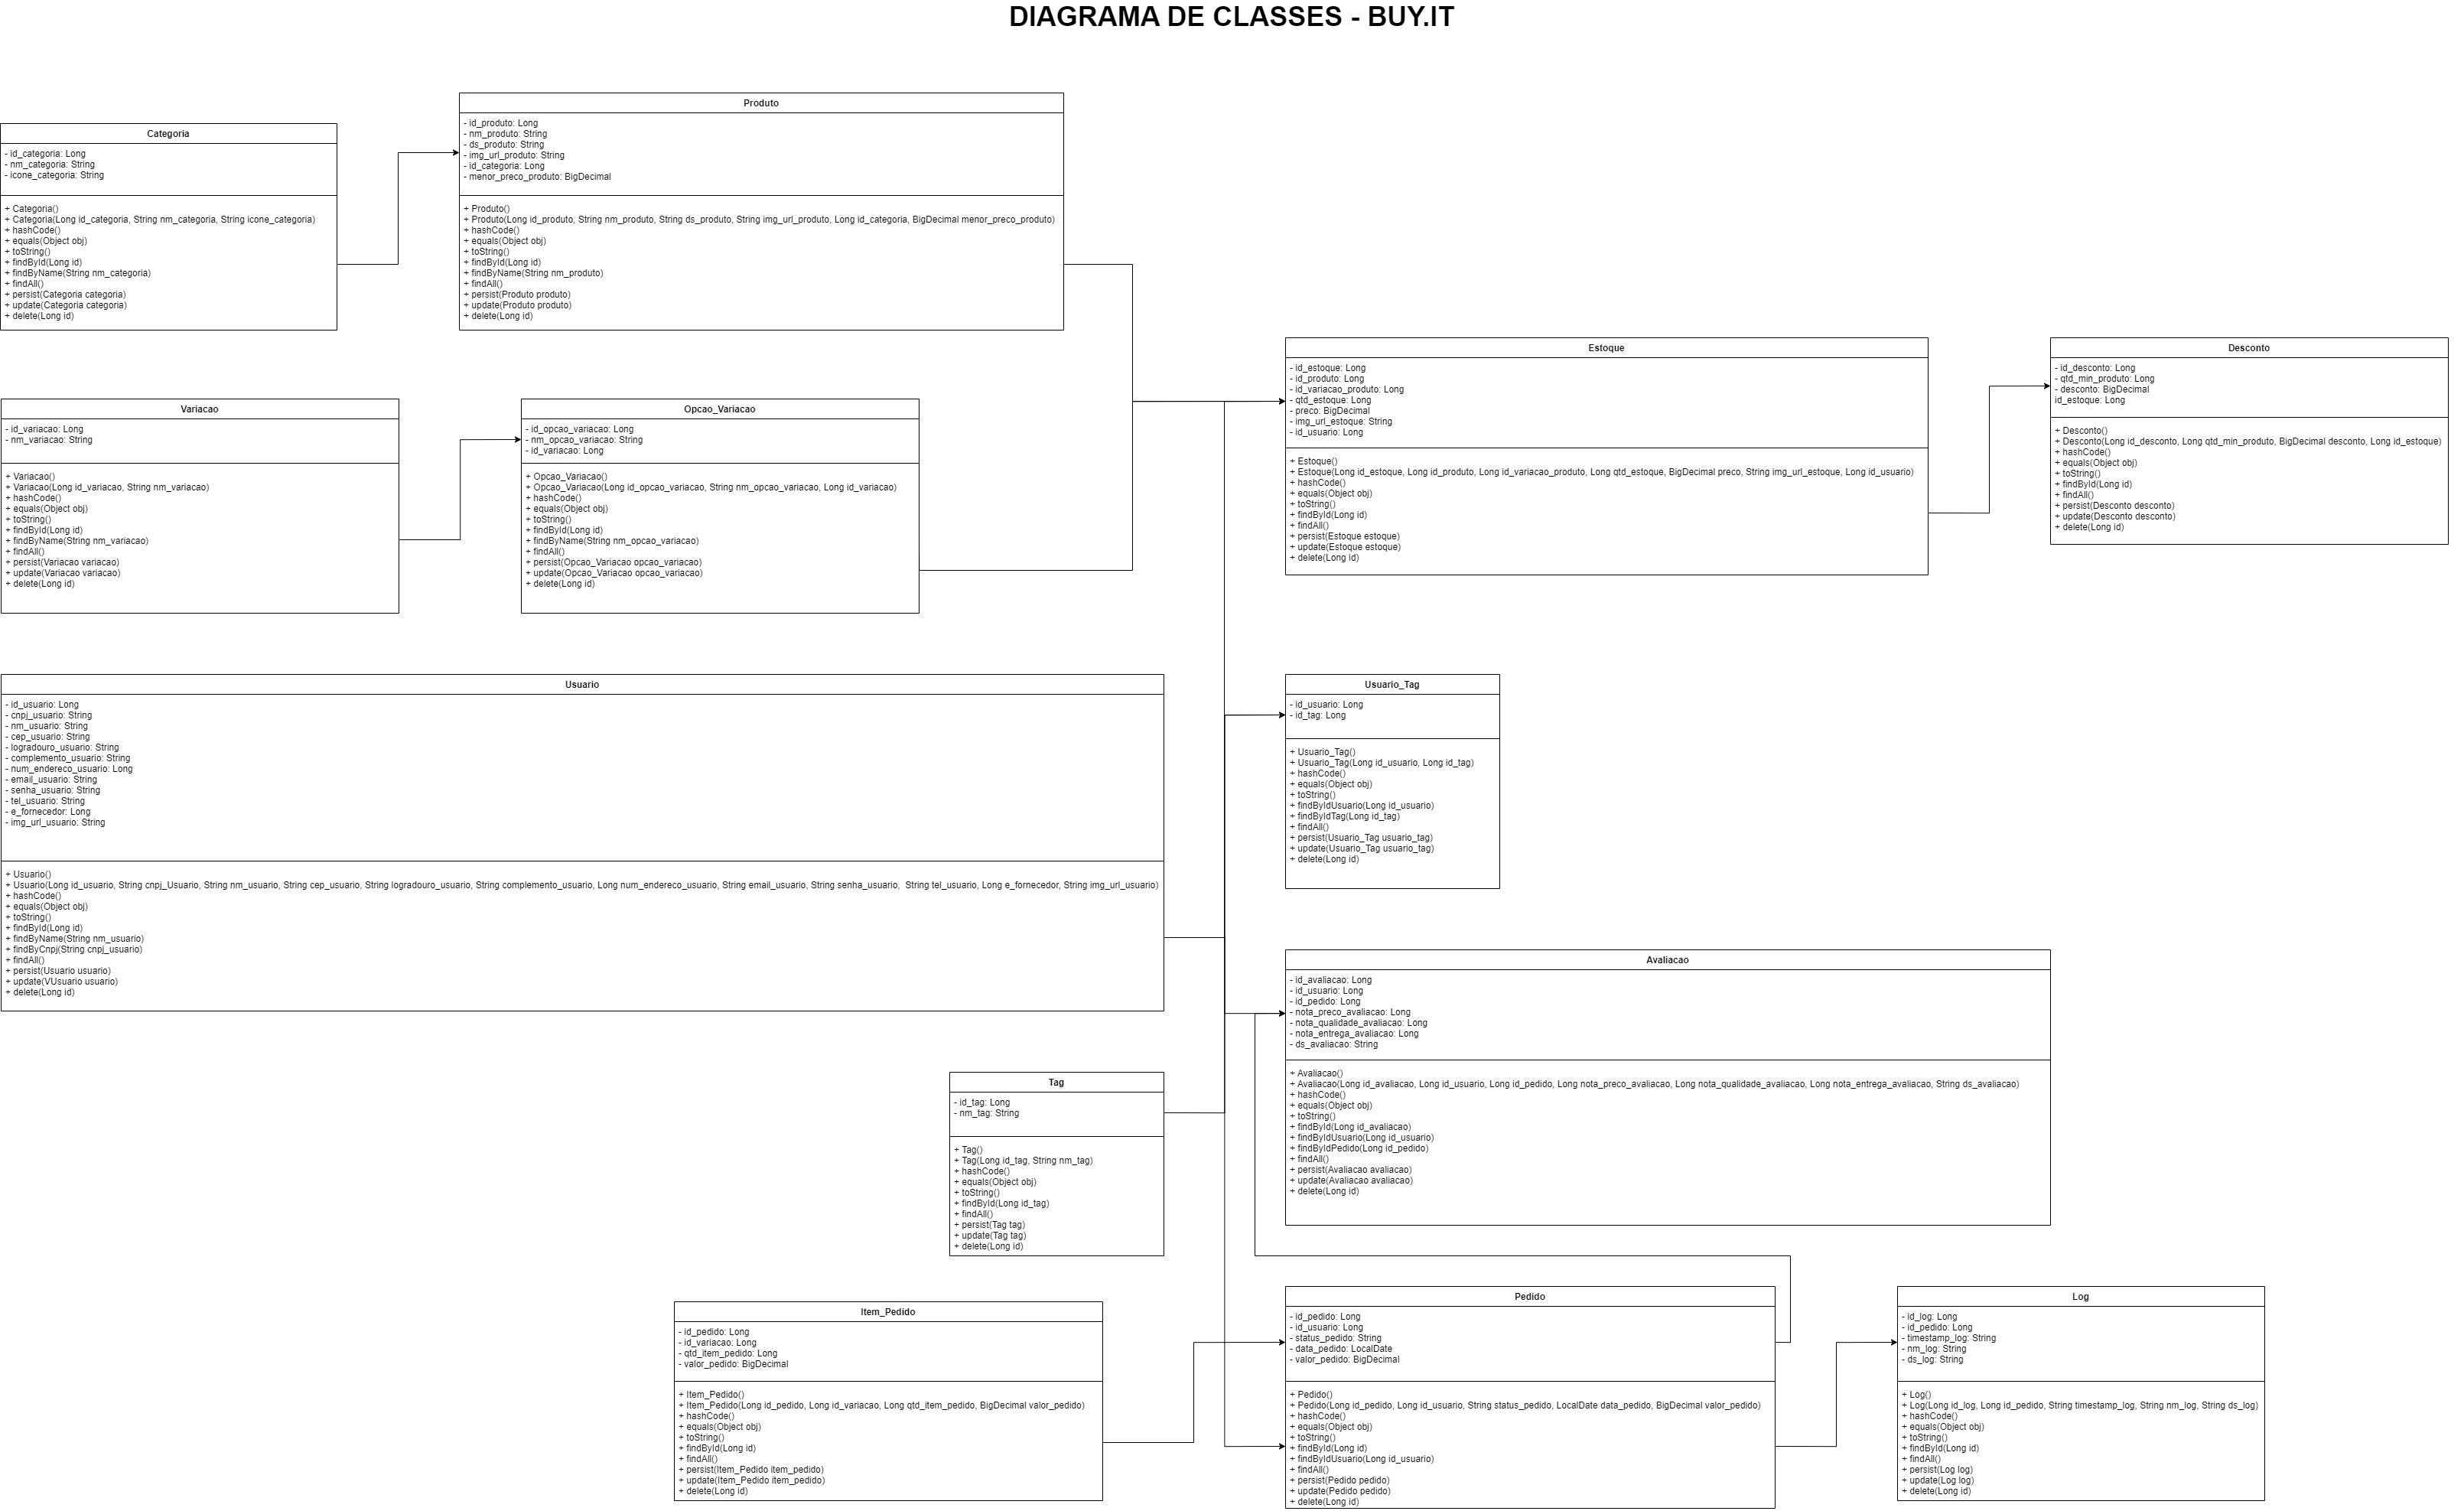 DIAGRAMA DE CLASSES - BUY.IT
Categoria
- id_categoria: Long
- nm_categoria: String
- icone_categoria: String
+ Categoria()
+ Categoria(Long id_categoria, String nm_categoria, String icone_categoria)
+ hashCode()
+ equals(Object obj)
+ toString()
+ findById(Long id)
+ findByName(String nm_categoria)
+ findAll()
+ persist(Categoria categoria)
+ update(Categoria categoria)
+ delete(Long id)
Produto
- id_produto: Long
- nm_produto: String
- ds_produto: String
- img_url_produto: String
- id_categoria: Long
- menor_preco_produto: BigDecimal
+ Produto()
+ Produto(Long id_produto, String nm_produto, String ds_produto, String img_url_produto, Long id_categoria, BigDecimal menor_preco_produto)
+ hashCode()
+ equals(Object obj)
+ toString()
+ findById(Long id)
+ findByName(String nm_produto)
+ findAll()
+ persist(Produto produto)
+ update(Produto produto)
+ delete(Long id)
Variacao
- id_variacao: Long
- nm_variacao: String
+ Variacao()
+ Variacao(Long id_variacao, String nm_variacao)
+ hashCode()
+ equals(Object obj)
+ toString()
+ findById(Long id)
+ findByName(String nm_variacao)
+ findAll()
+ persist(Variacao variacao)
+ update(Variacao variacao)
+ delete(Long id)
Opcao_Variacao
- id_opcao_variacao: Long
- nm_opcao_variacao: String
- id_variacao: Long
+ Opcao_Variacao()
+ Opcao_Variacao(Long id_opcao_variacao, String nm_opcao_variacao, Long id_variacao)
+ hashCode()
+ equals(Object obj)
+ toString()
+ findById(Long id)
+ findByName(String nm_opcao_variacao)
+ findAll()
+ persist(Opcao_Variacao opcao_variacao)
+ update(Opcao_Variacao opcao_variacao)
+ delete(Long id)
Estoque
- id_estoque: Long
- id_produto: Long
- id_variacao_produto: Long
- qtd_estoque: Long
- preco: BigDecimal
- img_url_estoque: String
- id_usuario: Long
+ Estoque()
+ Estoque(Long id_estoque, Long id_produto, Long id_variacao_produto, Long qtd_estoque, BigDecimal preco, String img_url_estoque, Long id_usuario)
+ hashCode()
+ equals(Object obj)
+ toString()
+ findById(Long id)
+ findAll()
+ persist(Estoque estoque)
+ update(Estoque estoque)
+ delete(Long id)
Desconto
- id_desconto: Long
- qtd_min_produto: Long
- desconto: BigDecimal
id_estoque: Long
+ Desconto()
+ Desconto(Long id_desconto, Long qtd_min_produto, BigDecimal desconto, Long id_estoque)
+ hashCode()
+ equals(Object obj)
+ toString()
+ findById(Long id)
+ findAll()
+ persist(Desconto desconto)
+ update(Desconto desconto)
+ delete(Long id)
Usuario
- id_usuario: Long
- cnpj_usuario: String
- nm_usuario: String
- cep_usuario: String
- logradouro_usuario: String
- complemento_usuario: String
- num_endereco_usuario: Long
- email_usuario: String
- senha_usuario: String
- tel_usuario: String
- e_fornecedor: Long
- img_url_usuario: String
+ Usuario()
+ Usuario(Long id_usuario, String cnpj_Usuario, String nm_usuario, String cep_usuario, String logradouro_usuario, String complemento_usuario, Long num_endereco_usuario, String email_usuario, String senha_usuario,  String tel_usuario, Long e_fornecedor, String img_url_usuario)
+ hashCode()
+ equals(Object obj)
+ toString()
+ findById(Long id)
+ findByName(String nm_usuario)
+ findByCnpj(String cnpj_usuario)
+ findAll()
+ persist(Usuario usuario)
+ update(VUsuario usuario)
+ delete(Long id)
Usuario_Tag
- id_usuario: Long
- id_tag: Long
+ Usuario_Tag()
+ Usuario_Tag(Long id_usuario, Long id_tag)
+ hashCode()
+ equals(Object obj)
+ toString()
+ findByIdUsuario(Long id_usuario)
+ findByIdTag(Long id_tag)
+ findAll()
+ persist(Usuario_Tag usuario_tag)
+ update(Usuario_Tag usuario_tag)
+ delete(Long id)
Avaliacao
- id_avaliacao: Long
- id_usuario: Long
- id_pedido: Long
- nota_preco_avaliacao: Long
- nota_qualidade_avaliacao: Long
- nota_entrega_avaliacao: Long
- ds_avaliacao: String
+ Avaliacao()
+ Avaliacao(Long id_avaliacao, Long id_usuario, Long id_pedido, Long nota_preco_avaliacao, Long nota_qualidade_avaliacao, Long nota_entrega_avaliacao, String ds_avaliacao)
+ hashCode()
+ equals(Object obj)
+ toString()
+ findById(Long id_avaliacao)
+ findByIdUsuario(Long id_usuario)
+ findByIdPedido(Long id_pedido)
+ findAll()
+ persist(Avaliacao avaliacao)
+ update(Avaliacao avaliacao)
+ delete(Long id)
Tag
- id_tag: Long
- nm_tag: String
+ Tag()
+ Tag(Long id_tag, String nm_tag)
+ hashCode()
+ equals(Object obj)
+ toString()
+ findById(Long id_tag)
+ findAll()
+ persist(Tag tag)
+ update(Tag tag)
+ delete(Long id)
Item_Pedido
- id_pedido: Long
- id_variacao: Long
- qtd_item_pedido: Long
- valor_pedido: BigDecimal
+ Item_Pedido()
+ Item_Pedido(Long id_pedido, Long id_variacao, Long qtd_item_pedido, BigDecimal valor_pedido)
+ hashCode()
+ equals(Object obj)
+ toString()
+ findById(Long id)
+ findAll()
+ persist(Item_Pedido item_pedido)
+ update(Item_Pedido item_pedido)
+ delete(Long id)
Pedido
- id_pedido: Long
- id_usuario: Long
- status_pedido: String
- data_pedido: LocalDate
- valor_pedido: BigDecimal
+ Pedido()
+ Pedido(Long id_pedido, Long id_usuario, String status_pedido, LocalDate data_pedido, BigDecimal valor_pedido)
+ hashCode()
+ equals(Object obj)
+ toString()
+ findById(Long id)
+ findByIdUsuario(Long id_usuario)
+ findAll()
+ persist(Pedido pedido)
+ update(Pedido pedido)
+ delete(Long id)
Log
- id_log: Long
- id_pedido: Long
- timestamp_log: String
- nm_log: String
- ds_log: String
+ Log()
+ Log(Long id_log, Long id_pedido, String timestamp_log, String nm_log, String ds_log)
+ hashCode()
+ equals(Object obj)
+ toString()
+ findById(Long id)
+ findAll()
+ persist(Log log)
+ update(Log log)
+ delete(Long id)